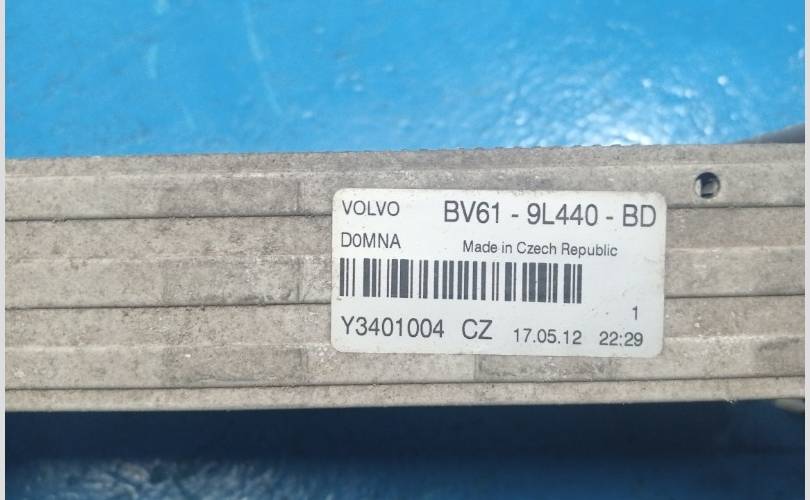 VOLVO BV61 - 9L440 - BD
D0MNA Made in Czech Republic
1
Y3401004 CZ 17.05.12 22:29